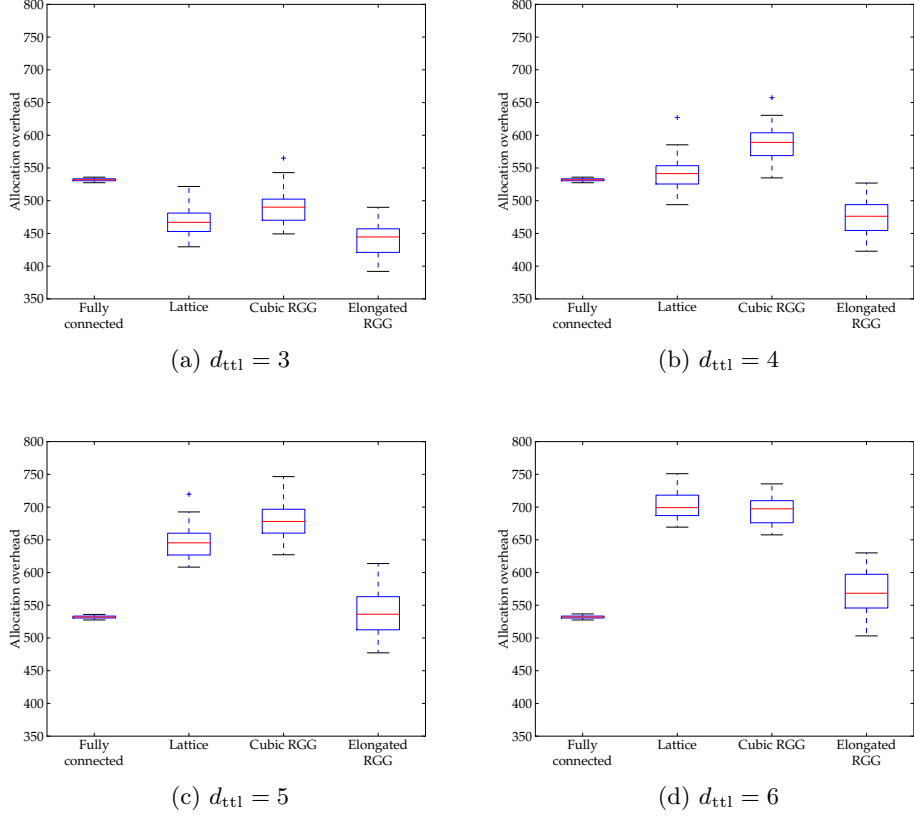 800
750
700
650
600
550
500
450
400
350
Allocation overhead
Fully
connected
Lattice
Cubic RGG
Elongated
RGG
(a) d_ttl = 3
800
750
700
650
600
550
500
450
400
350
Allocation overhead
Fully
connected
Lattice
Cubic RGG
Elongated
RGG
(b) d_ttl = 4
800
750
700
650
600
550
500
450
400
350
Allocation overhead
Fully
connected
Lattice
Cubic RGG
Elongated
RGG
(c) d_ttl = 5
800
750
700
650
600
550
500
450
400
350
Allocation overhead
Fully
connected
Lattice
Cubic RGG
Elongated
RGG
(d) d_ttl = 6